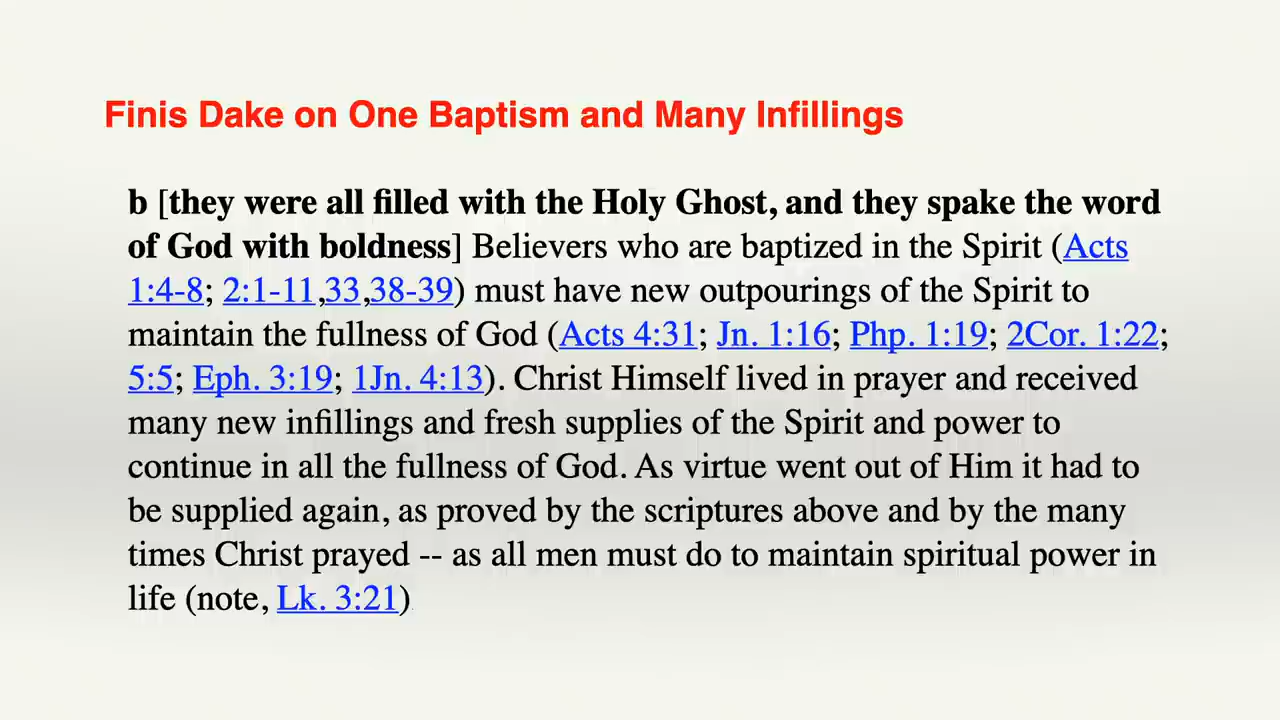 Finis Dake on One Baptism and Many Infillings
b [they were all filled with the Holy Ghost, and they spake the word
of God with boldness] Believers who are baptized in the Spirit (Acts
1:4-8; 2:1-11,33,38-39) must have new outpourings of the Spirit to
maintain the fullness of God (Acts 4:31; Jn. 1:16; Php. 1:19; 2Cor. 1:22;
5:5; Eph. 3:19; 1Jn. 4:13). Christ Himself lived in prayer and received
many new infillings and fresh supplies of the Spirit and power to
continue in all the fullness of God. As virtue went out of Him it had to
be supplied again, as proved by the scriptures above and by the many
times Christ prayed -- as all men must do to maintain spiritual power in
life (note, Lk. 3:21)